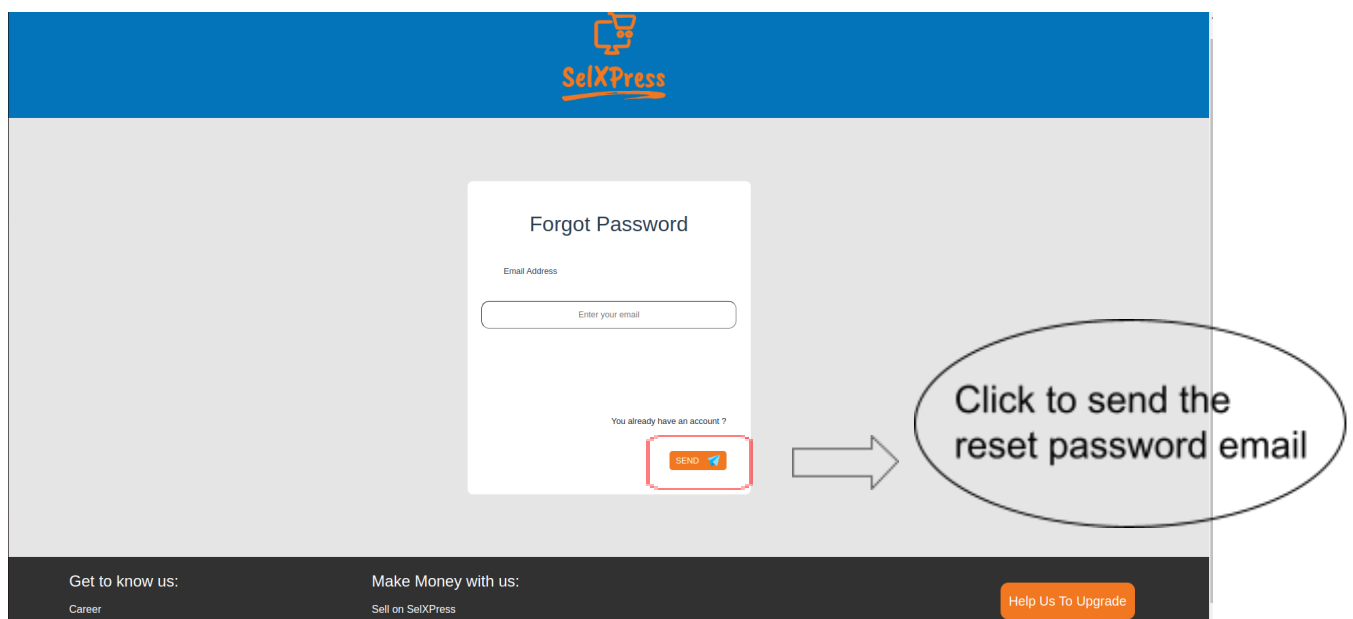 SelXPress
Forgot Password
Email Address
Enter your email
You already have an account ?
SEND
Click to send the
reset password email
Get to know us:
Make Money with us:
Career
Sell on SelXPress
Help Us To Upgrade